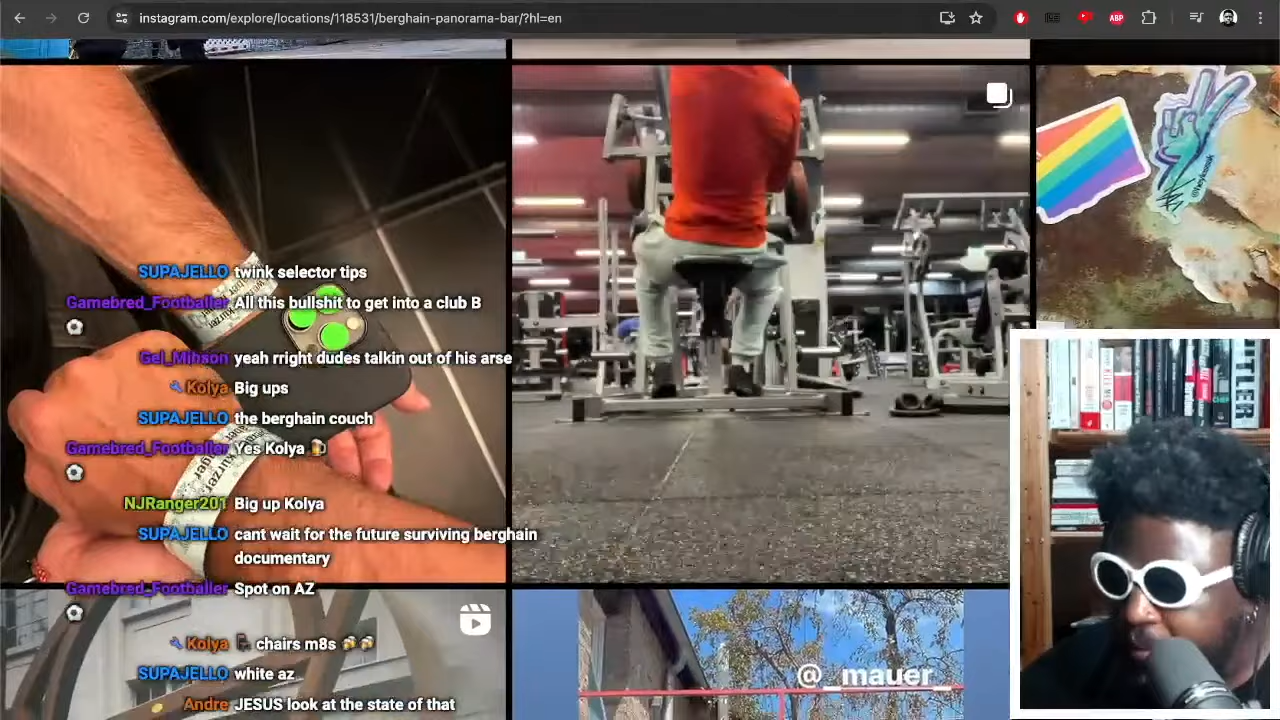 instagram.com/explore/locations/118531/berghain-panorama-bar/?hl=en
ABP
SUPAJELLO twink selector tips
Gamebred_Footballer All this bullshit to get into a club B
Gel_Mibson yeah rright dudes talkin out of his arse
Kolya Big ups
SUPAJELLO the berghain couch
Gamebred_Footballer Yes Kolya
NJRanger201 Big up Kolya
SUPAJELLO cant wait for the future surviving berghain
documentary
Gamebred_Footballer Spot on AZ
Kolya chairs m8s
SUPAJELLO white az
Andre JESUS look at the state of that
@_mauer_